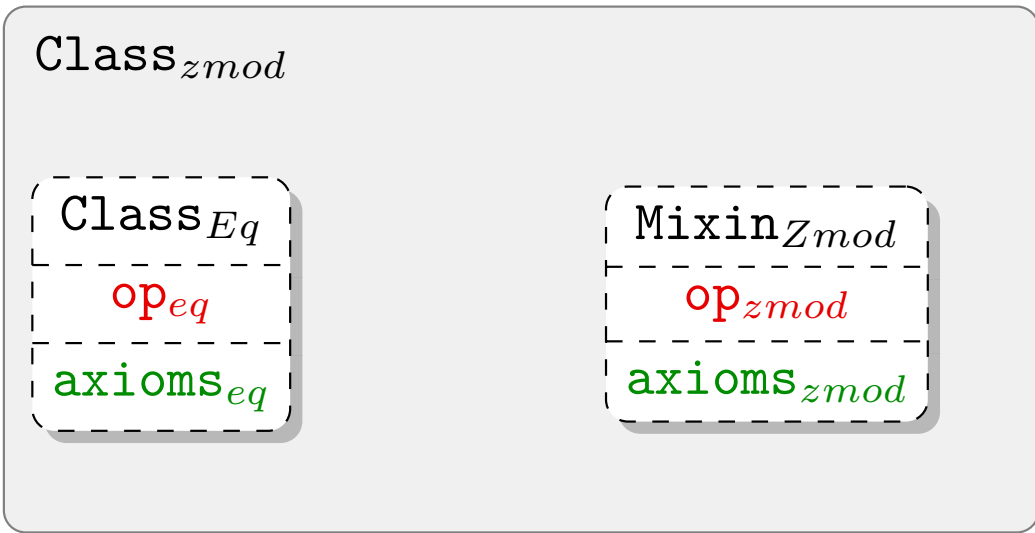 Class_zmod
Class_Eq
op_eq
axioms_eq
Mixin_Zmod
op_zmod
axioms_zmod